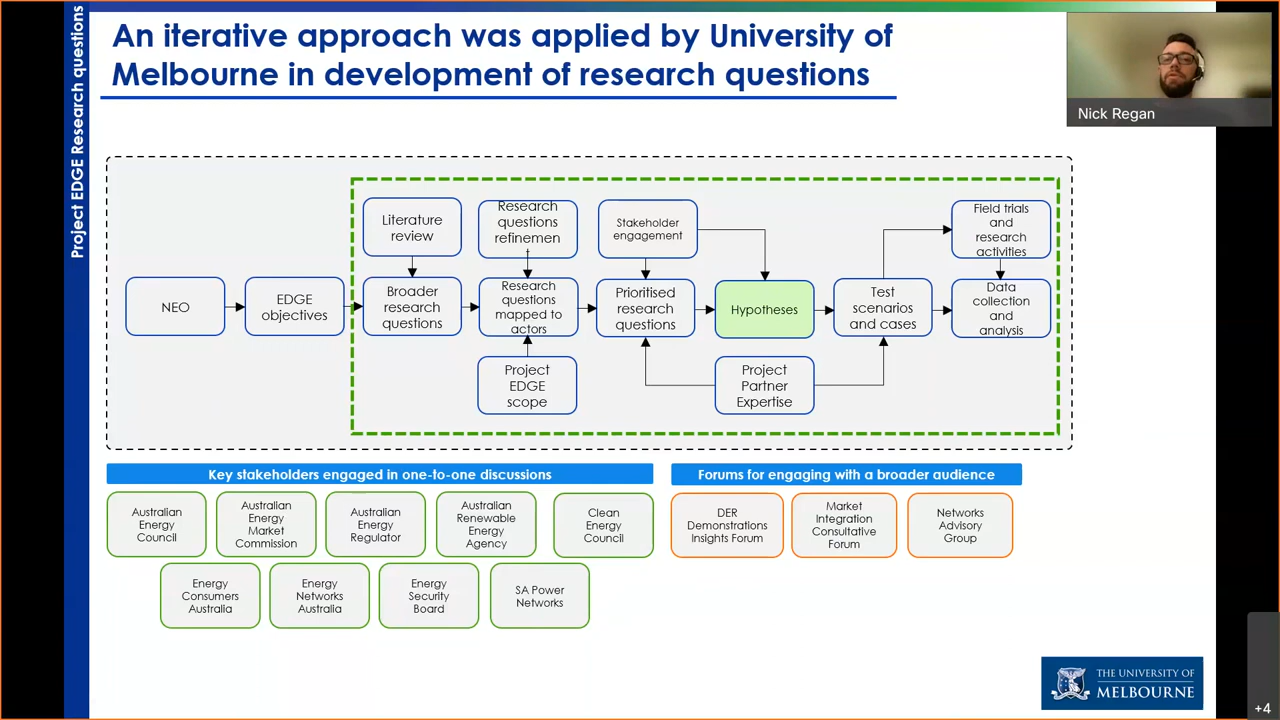 Project EDGE Research questions
An iterative approach was applied by University of
Melbourne in development of research questions
Nick Regan
Literature
review
Research
questions
refinemen
t
Stakeholder
engagement
Field trials
and
research
activities
NEO
EDGE
objectives
Broader
research
questions
Research
questions
mapped to
actors
Prioritised
research
questions
Hypotheses
Test
scenarios
and cases
Data
collection
and
analysis
Project
EDGE
scope
Project
Partner
Expertise
Key stakeholders engaged in one-to-one discussions
Australian
Energy
Council
Australian
Energy
Market
Commission
Australian
Energy
Regulator
Australian
Renewable
Energy
Agency
Clean
Energy
Council
Energy
Consumers
Australia
Energy
Networks
Australia
Energy
Security
Board
SA Power
Networks
Forums for engaging with a broader audience
DER
Demonstrations
Insights Forum
Market
Integration
Consultative
Forum
Networks
Advisory
Group
THE UNIVERSITY OF
MELBOURNE
+4